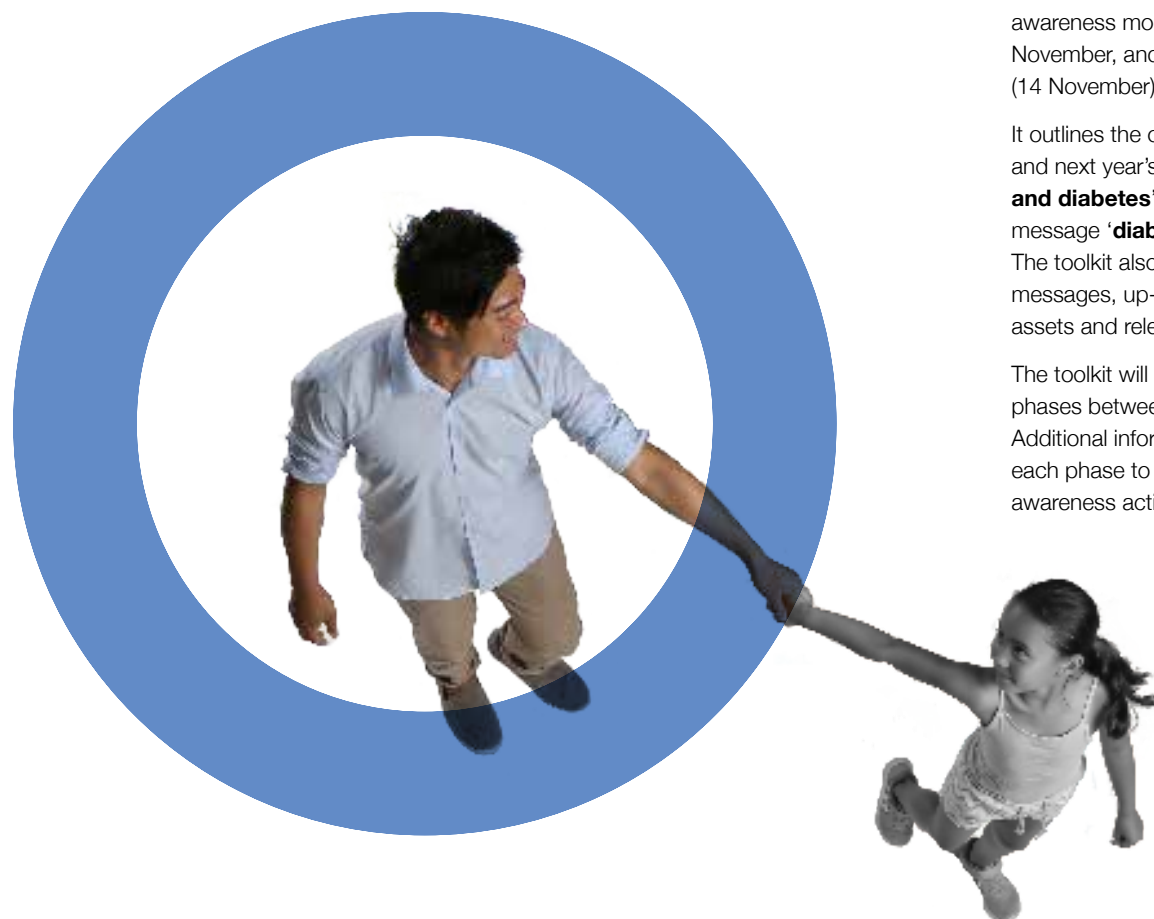 awareness mo
November, and
(14 November)
It outlines the
and next year's
and diabetes'
message 'diab
The toolkit also
messages, up-
assets and rele
The toolkit will
phases betwee
Additional infor
each phase to
awareness acti